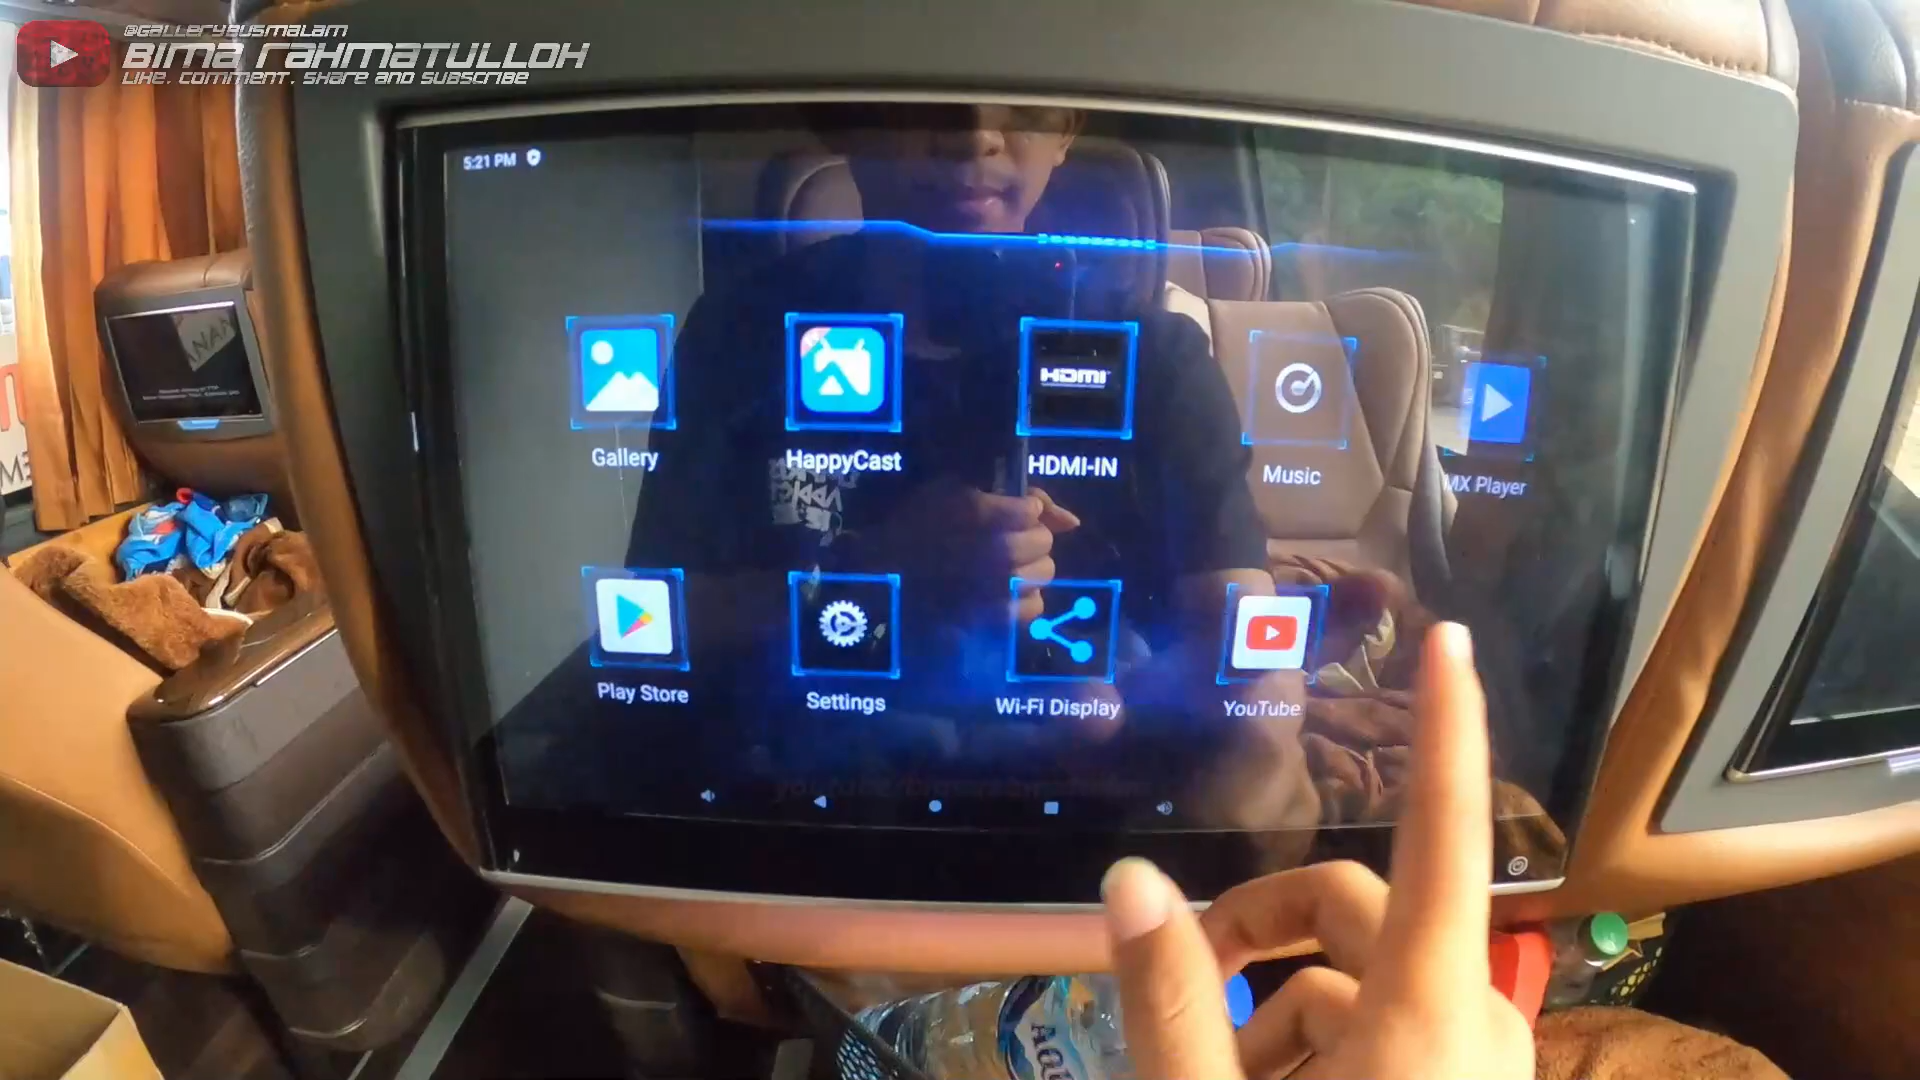 @GALLERYBUSMALAM
BIMA RAHMATULLOH
LIKE, COMMENT, SHARE AND SUBSCRIBE
5:21 PM
HDMI
Gallery
HappyCast
HDMI-IN
Music
MX Player
Play Store
Settings
Wi-Fi Display
YouTube